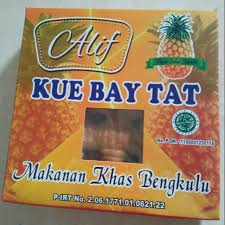 Alif
KUE BAY TAT
Makanan Khas Bengkulu
P-IRT No. 2.06.1771.01.0621.22